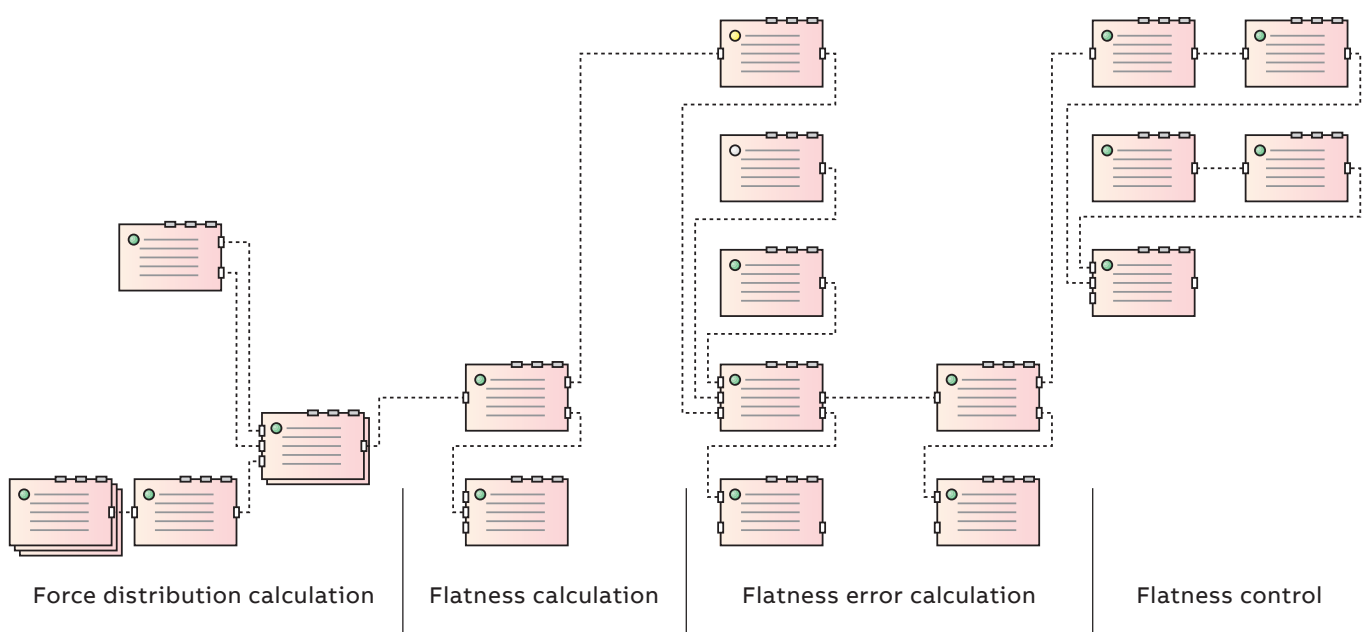 Force distribution calculation
Flatness calculation
Flatness error calculation
Flatness control